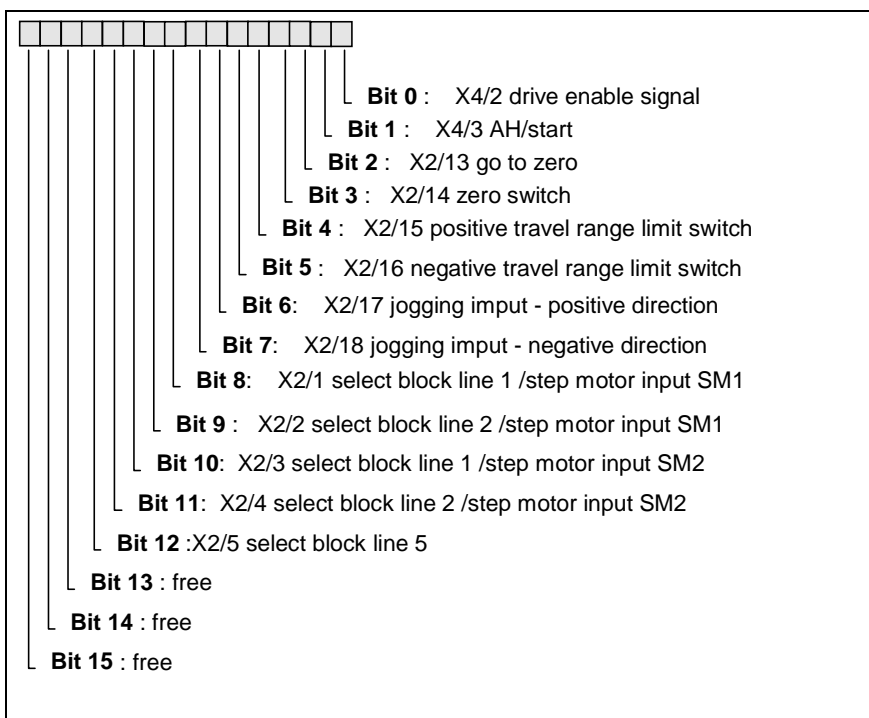 Bit 0 : X4/2 drive enable signal
Bit 1 : X4/3 AH/start
Bit 2 : X2/13 go to zero
Bit 3 : X2/14 zero switch
Bit 4 : X2/15 positive travel range limit switch
Bit 5 : X2/16 negative travel range limit switch
Bit 6: X2/17 jogging imput - positive direction
Bit 7: X2/18 jogging imput - negative direction
Bit 8: X2/1 select block line 1 /step motor input SM1
Bit 9 : X2/2 select block line 2 /step motor input SM1
Bit 10: X2/3 select block line 1 /step motor input SM2
Bit 11: X2/4 select block line 2 /step motor input SM2
Bit 12 :X2/5 select block line 5
Bit 13 : free
Bit 14 : free
Bit 15 : free